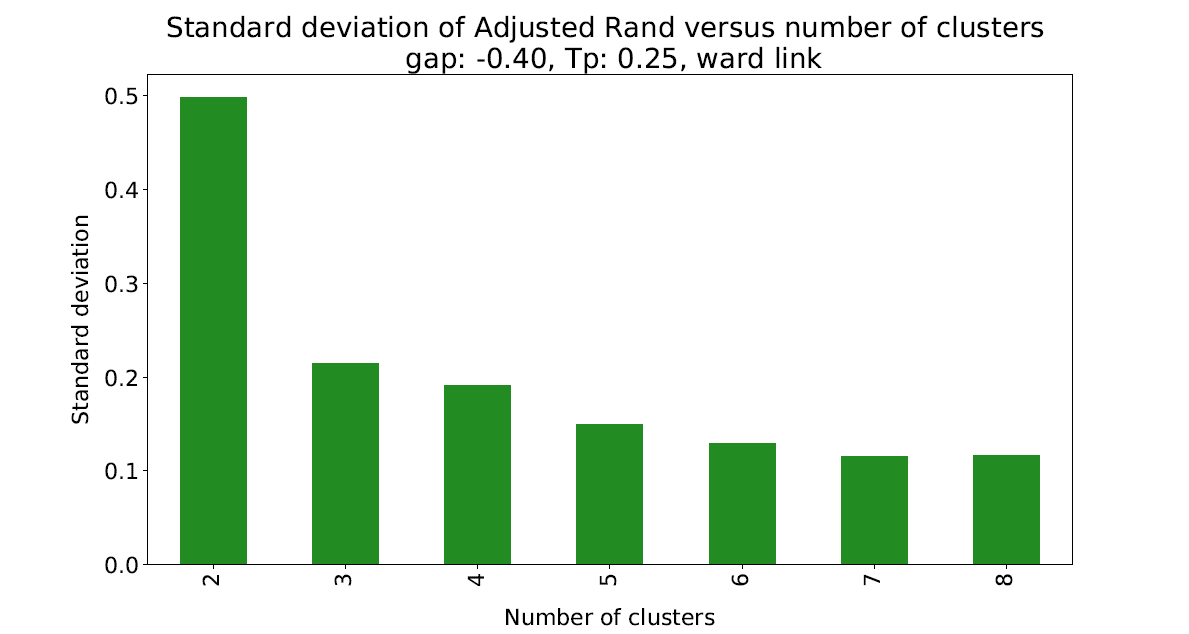 Standard deviation of Adjusted Rand versus number of clusters
gap: -0.40, Tp: 0.25, ward link
Standard deviation
0.5
0.4
0.3
0.2
0.1
0.0
2 3 4 5 6 7 8
Number of clusters